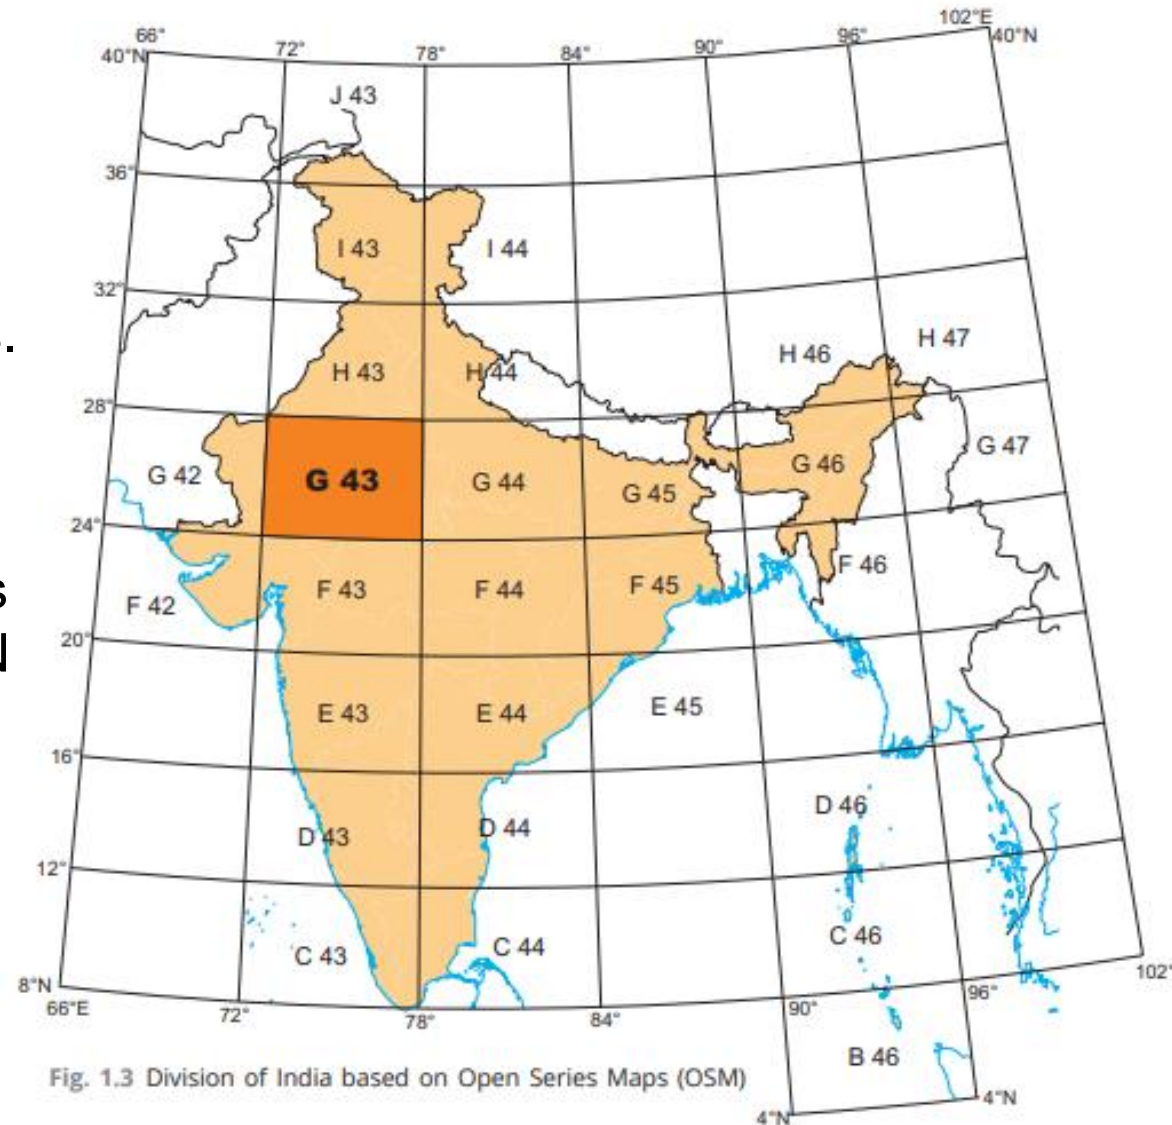 102°E
66°
72°
78°
84°
90°
96°
40°N
40°N
J 43
36°
I 43
I 44
32°
.
H 43
H 44
H 46
H 47
28°
G 42
G 43
G 44
G 45
G 46
G 47
24°
F 42
F 43
F 44
F 45
F 46
s
20°
N
E 43
E 44
E 45
16°
D 43
D 44
D 46
12°
C 43
C 44
C 46
8°N
66°E
72°
78°
84°
90°
96°
102°
B 46
Fig. 1.3 Division of India based on Open Series Maps (OSM)
4°N
4°N